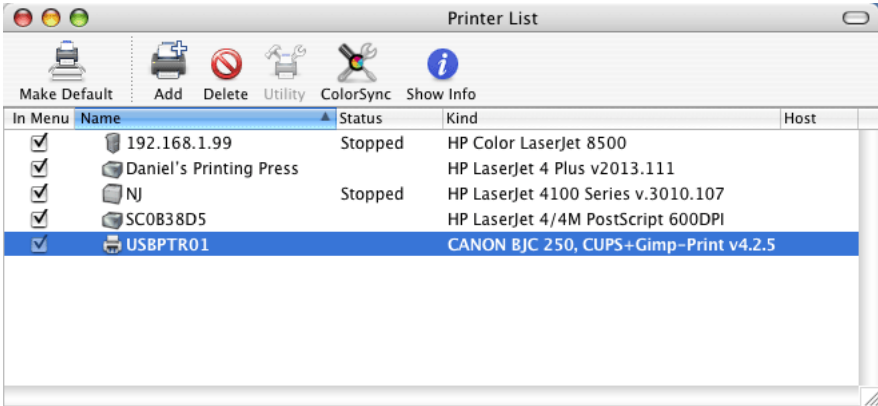 Printer List
Make Default Add Delete Utility ColorSync Show Info
In Menu Name Status Kind Host
192.168.1.99 Stopped HP Color LaserJet 8500
Daniel's Printing Press HP LaserJet 4 Plus v2013.111
NJ Stopped HP LaserJet 4100 Series v.3010.107
SC0B38D5 HP LaserJet 4/4M PostScript 600DPI
USBPTR01 CANON BJC 250, CUPS+Gimp-Print v4.2.5